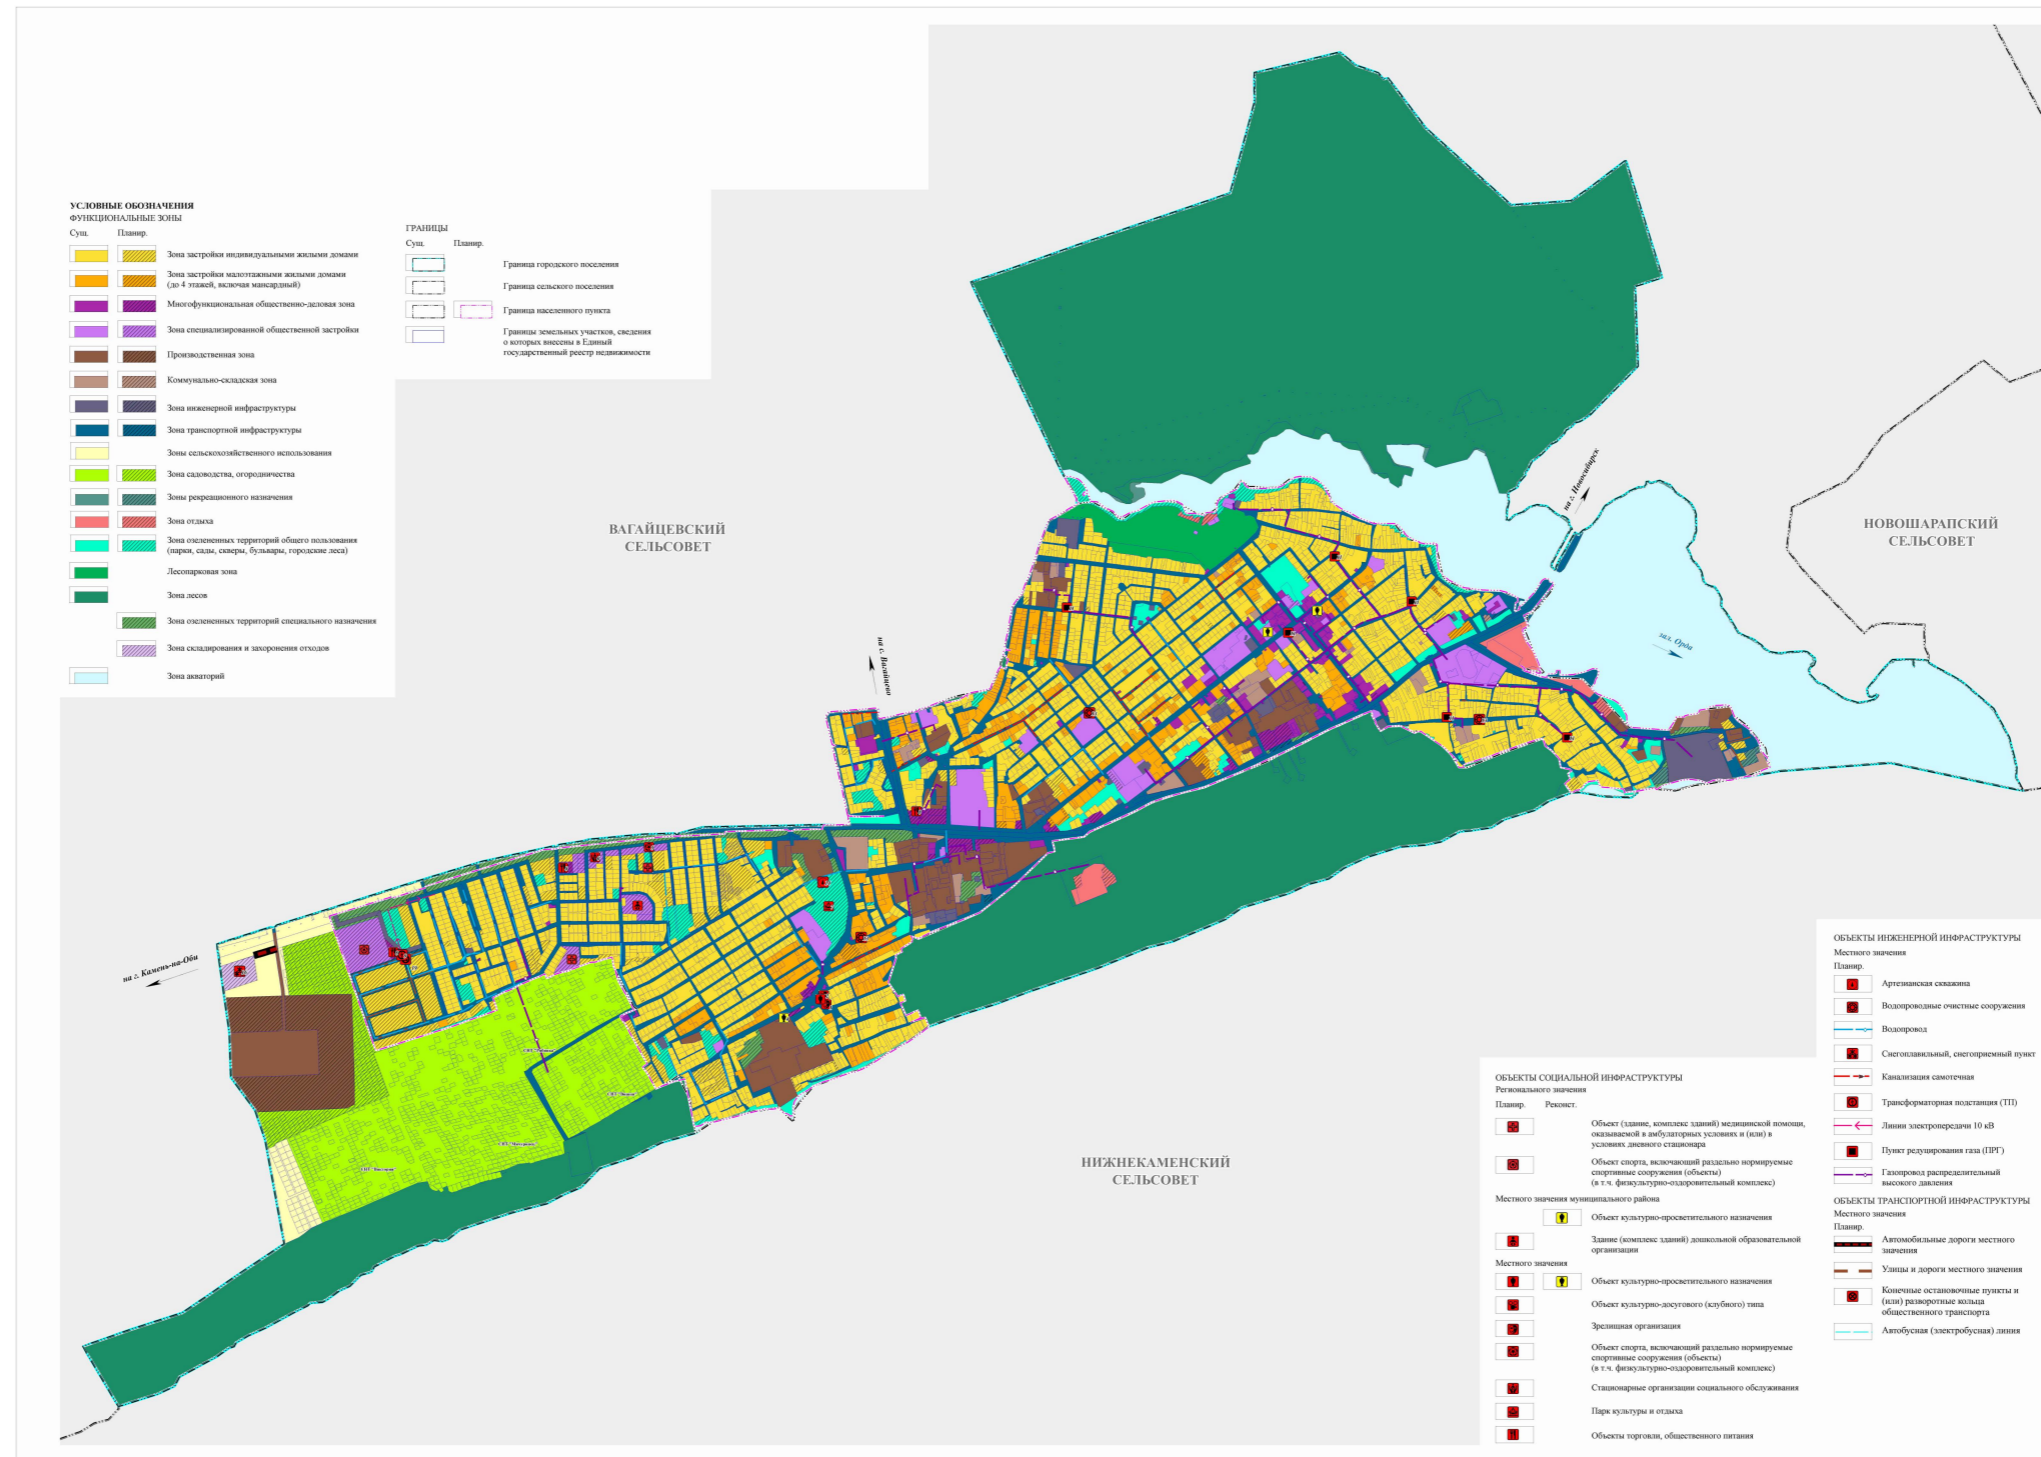 УСЛОВНЫЕ ОБОЗНАЧЕНИЯ
ФУНКЦИОНАЛЬНЫЕ ЗОНЫ
Сущ. Планир.
Зона застройки индивидуальными жилыми домами
Зона застройки малоэтажными жилыми домами
(до 4 этажей, включая мансардный)
Многофункциональная общественно-деловая зона
Зона специализированной общественной застройки
Производственная зона
Коммунально-складская зона
Зона инженерной инфраструктуры
Зона транспортной инфраструктуры
Зоны сельскохозяйственного использования
Зона садоводства, огородничества
Зоны рекреационного назначения
Зона отдыха
Зона озелененных территорий общего пользования
(парки, сады, скверы, бульвары, городские леса)
Лесопарковая зона
Зона лесов
Зона озелененных территорий специального назначения
Зона складирования и захоронения отходов
Зона акваторий
ГРАНИЦЫ
Сущ. Планир.
Граница городского поселения
Граница сельского поселения
Граница населенного пункта
Границы земельных участков, сведения
о которых внесены в Единый
государственный реестр недвижимости
ВАГАЙЦЕВСКИЙ
СЕЛЬСОВЕТ
НОВОШАРАПСКИЙ
СЕЛЬСОВЕТ
на г. Новосибирск
зал. Орда
на с. Вагайцево
на г. Камень-на-Оби
НИЖНЕКАМЕНСКИЙ
СЕЛЬСОВЕТ
ОБЪЕКТЫ СОЦИАЛЬНОЙ ИНФРАСТРУКТУРЫ
Регионального значения
Планир. Реконст.
Объект (здание, комплекс зданий) медицинской помощи,
оказываемой в амбулаторных условиях и (или) в
условиях дневного стационара
Объект спорта, включающий раздельно нормируемые
спортивные сооружения (объекты)
(в т.ч. физкультурно-оздоровительный комплекс)
Местного значения муниципального района
Объект культурно-просветительного назначения
Здание (комплекс зданий) дошкольной образовательной
организации
Местного значения
Объект культурно-просветительного назначения
Объект культурно-досугового (клубного) типа
Зрелищная организация
Объект спорта, включающий раздельно нормируемые
спортивные сооружения (объекты)
(в т.ч. физкультурно-оздоровительный комплекс)
Стационарные организации социального обслуживания
Парк культуры и отдыха
Объекты торговли, общественного питания
ОБЪЕКТЫ ИНЖЕНЕРНОЙ ИНФРАСТРУКТУРЫ
Местного значения
Планир.
Артезианская скважина
Водопроводные очистные сооружения
Водопровод
Снегоплавильный, снегоприемный пункт
Канализация самотечная
Трансформаторная подстанция (ТП)
Линии электропередачи 10 кВ
Пункт редуцирования газа (ПРГ)
Газопровод распределительный
высокого давления
ОБЪЕКТЫ ТРАНСПОРТНОЙ ИНФРАСТРУКТУРЫ
Местного значения
Планир.
Автомобильные дороги местного
значения
Улицы и дороги местного значения
Конечные остановочные пункты и
(или) разворотные кольца
общественного транспорта
Автобусная (электробусная) линия